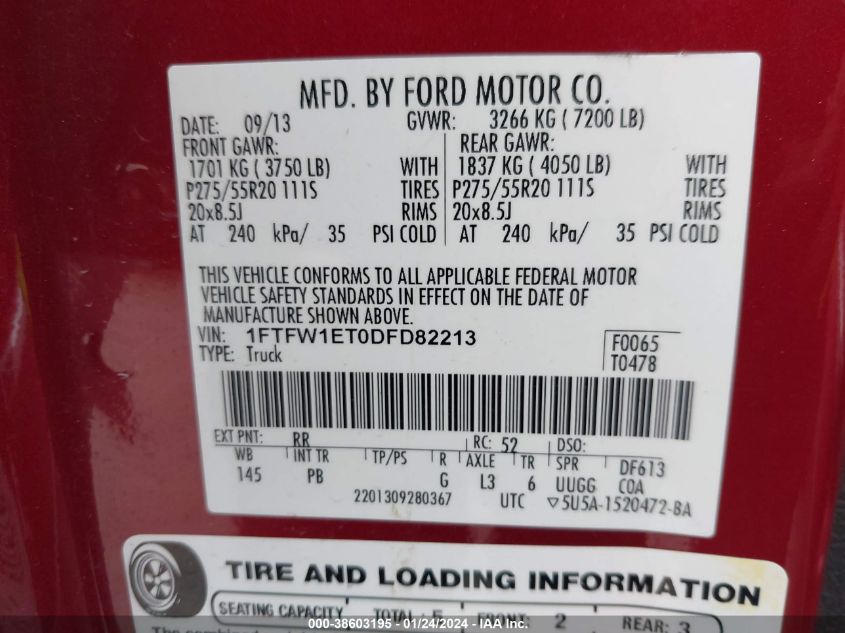 MFD. BY FORD MOTOR CO.
DATE: 09/13 GVWR: 3266 KG ( 7200 LB)
FRONT GAWR: REAR GAWR:
1701 KG ( 3750 LB) WITH 1837 KG ( 4050 LB) WITH
P275/55R20 111S TIRES P275/55R20 111S TIRES
20x8.5J RIMS 20x8.5J RIMS
AT 240 kPa/ 35 PSI COLD AT 240 kPa/ 35 PSI COLD
THIS VEHICLE CONFORMS TO ALL APPLICABLE FEDERAL MOTOR
VEHICLE SAFETY STANDARDS IN EFFECT ON THE DATE OF
MANUFACTURE SHOWN ABOVE.
VIN: 1FTFW1ET0DFD82213 F0065
TYPE: Truck T0478
EXT PNT: RR RC: 52 DSO:
WB INT TR TP/PS R AXLE TR SPR DF613
145 PB G L3 6 UUGG COA
2201309280367 UTC ▽5U5A-1520472-BA
TIRE AND LOADING INFORMATION
SEATING CAPACITY TOTAL : 5 FRONT: 2 REAR: 3
The combined
000-38603195 - 01/24/2024 - IAA Inc.